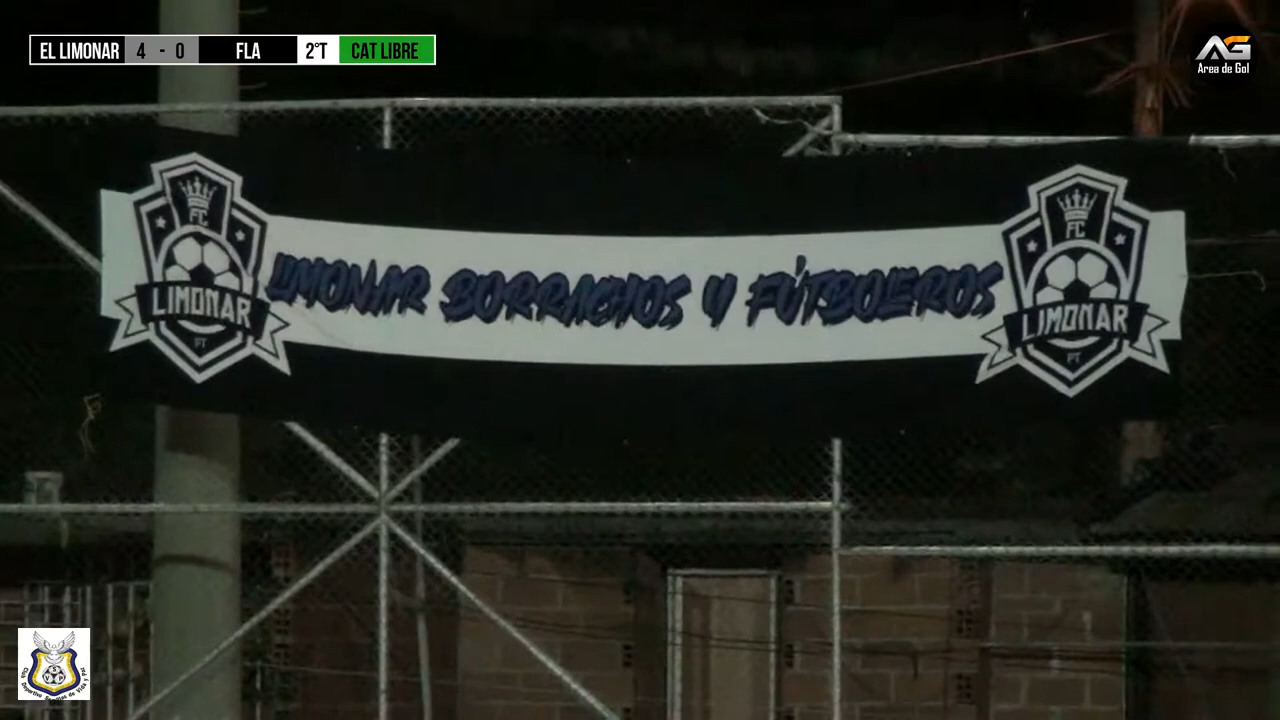 EL LIMONAR 4 - 0 FLA 2°T CAT LIBRE
AG
Area de Gol
FC
LIMONAR
FT
LIMONAR BORRACHOS Y FÚTBOLEROS
FC
LIMONAR
FT